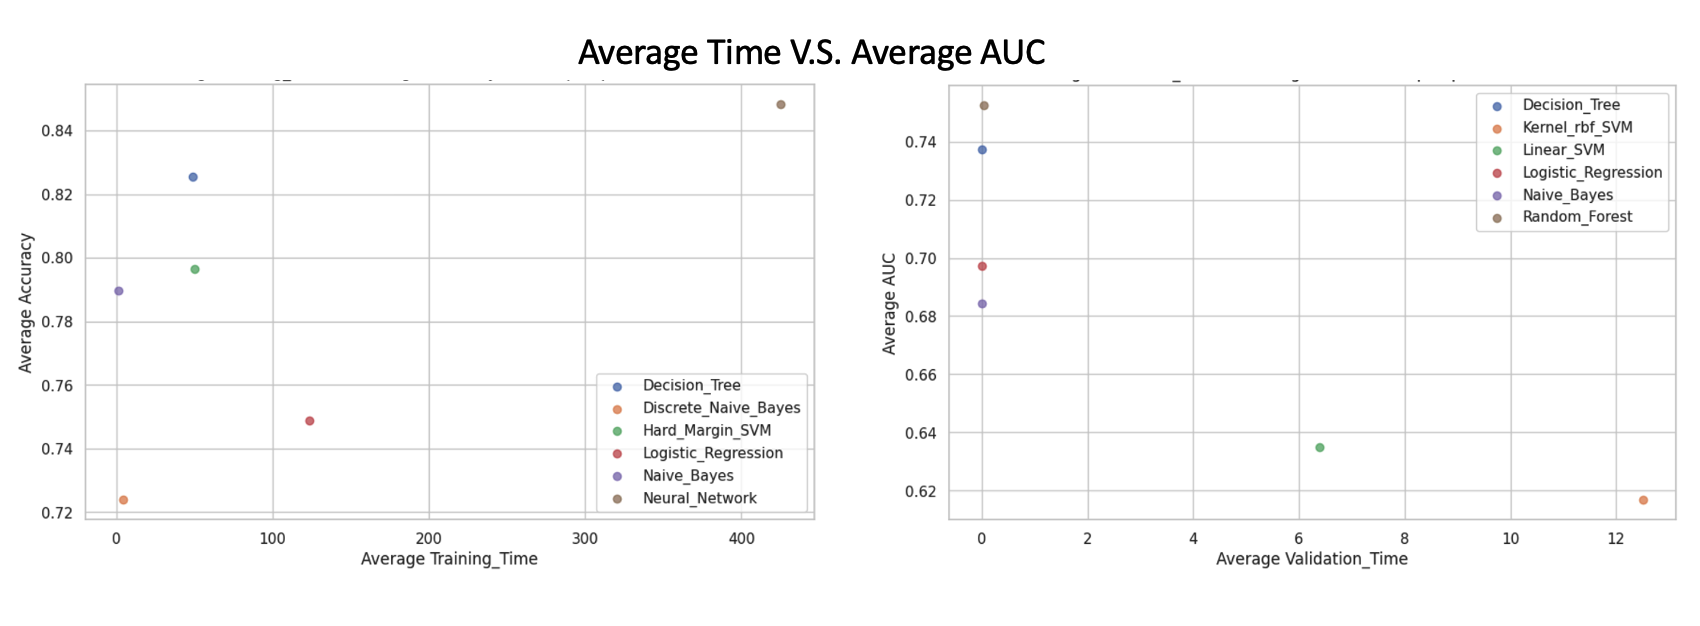 Average Time V.S. Average AUC
0.84
0.82
0.80
0.78
0.76
0.74
0.72
Average Accuracy
Decision_Tree
Discrete_Naive_Bayes
Hard_Margin_SVM
Logistic_Regression
Naive_Bayes
Neural_Network
0 100 200 300 400
Average Training_Time
0.74
0.72
0.70
0.68
0.66
0.64
0.62
Average AUC
Decision_Tree
Kernel_rbf_SVM
Linear_SVM
Logistic_Regression
Naive_Bayes
Random_Forest
0 2 4 6 8 10 12
Average Validation_Time